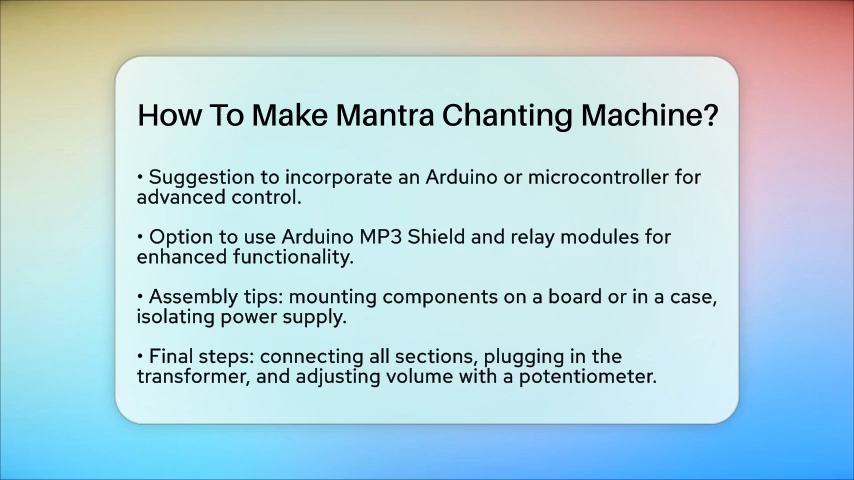 How To Make Mantra Chanting Machine?
• Suggestion to incorporate an Arduino or microcontroller for
advanced control.
• Option to use Arduino MP3 Shield and relay modules for
enhanced functionality.
• Assembly tips: mounting components on a board or in a case,
isolating power supply.
• Final steps: connecting all sections, plugging in the
transformer, and adjusting volume with a potentiometer.